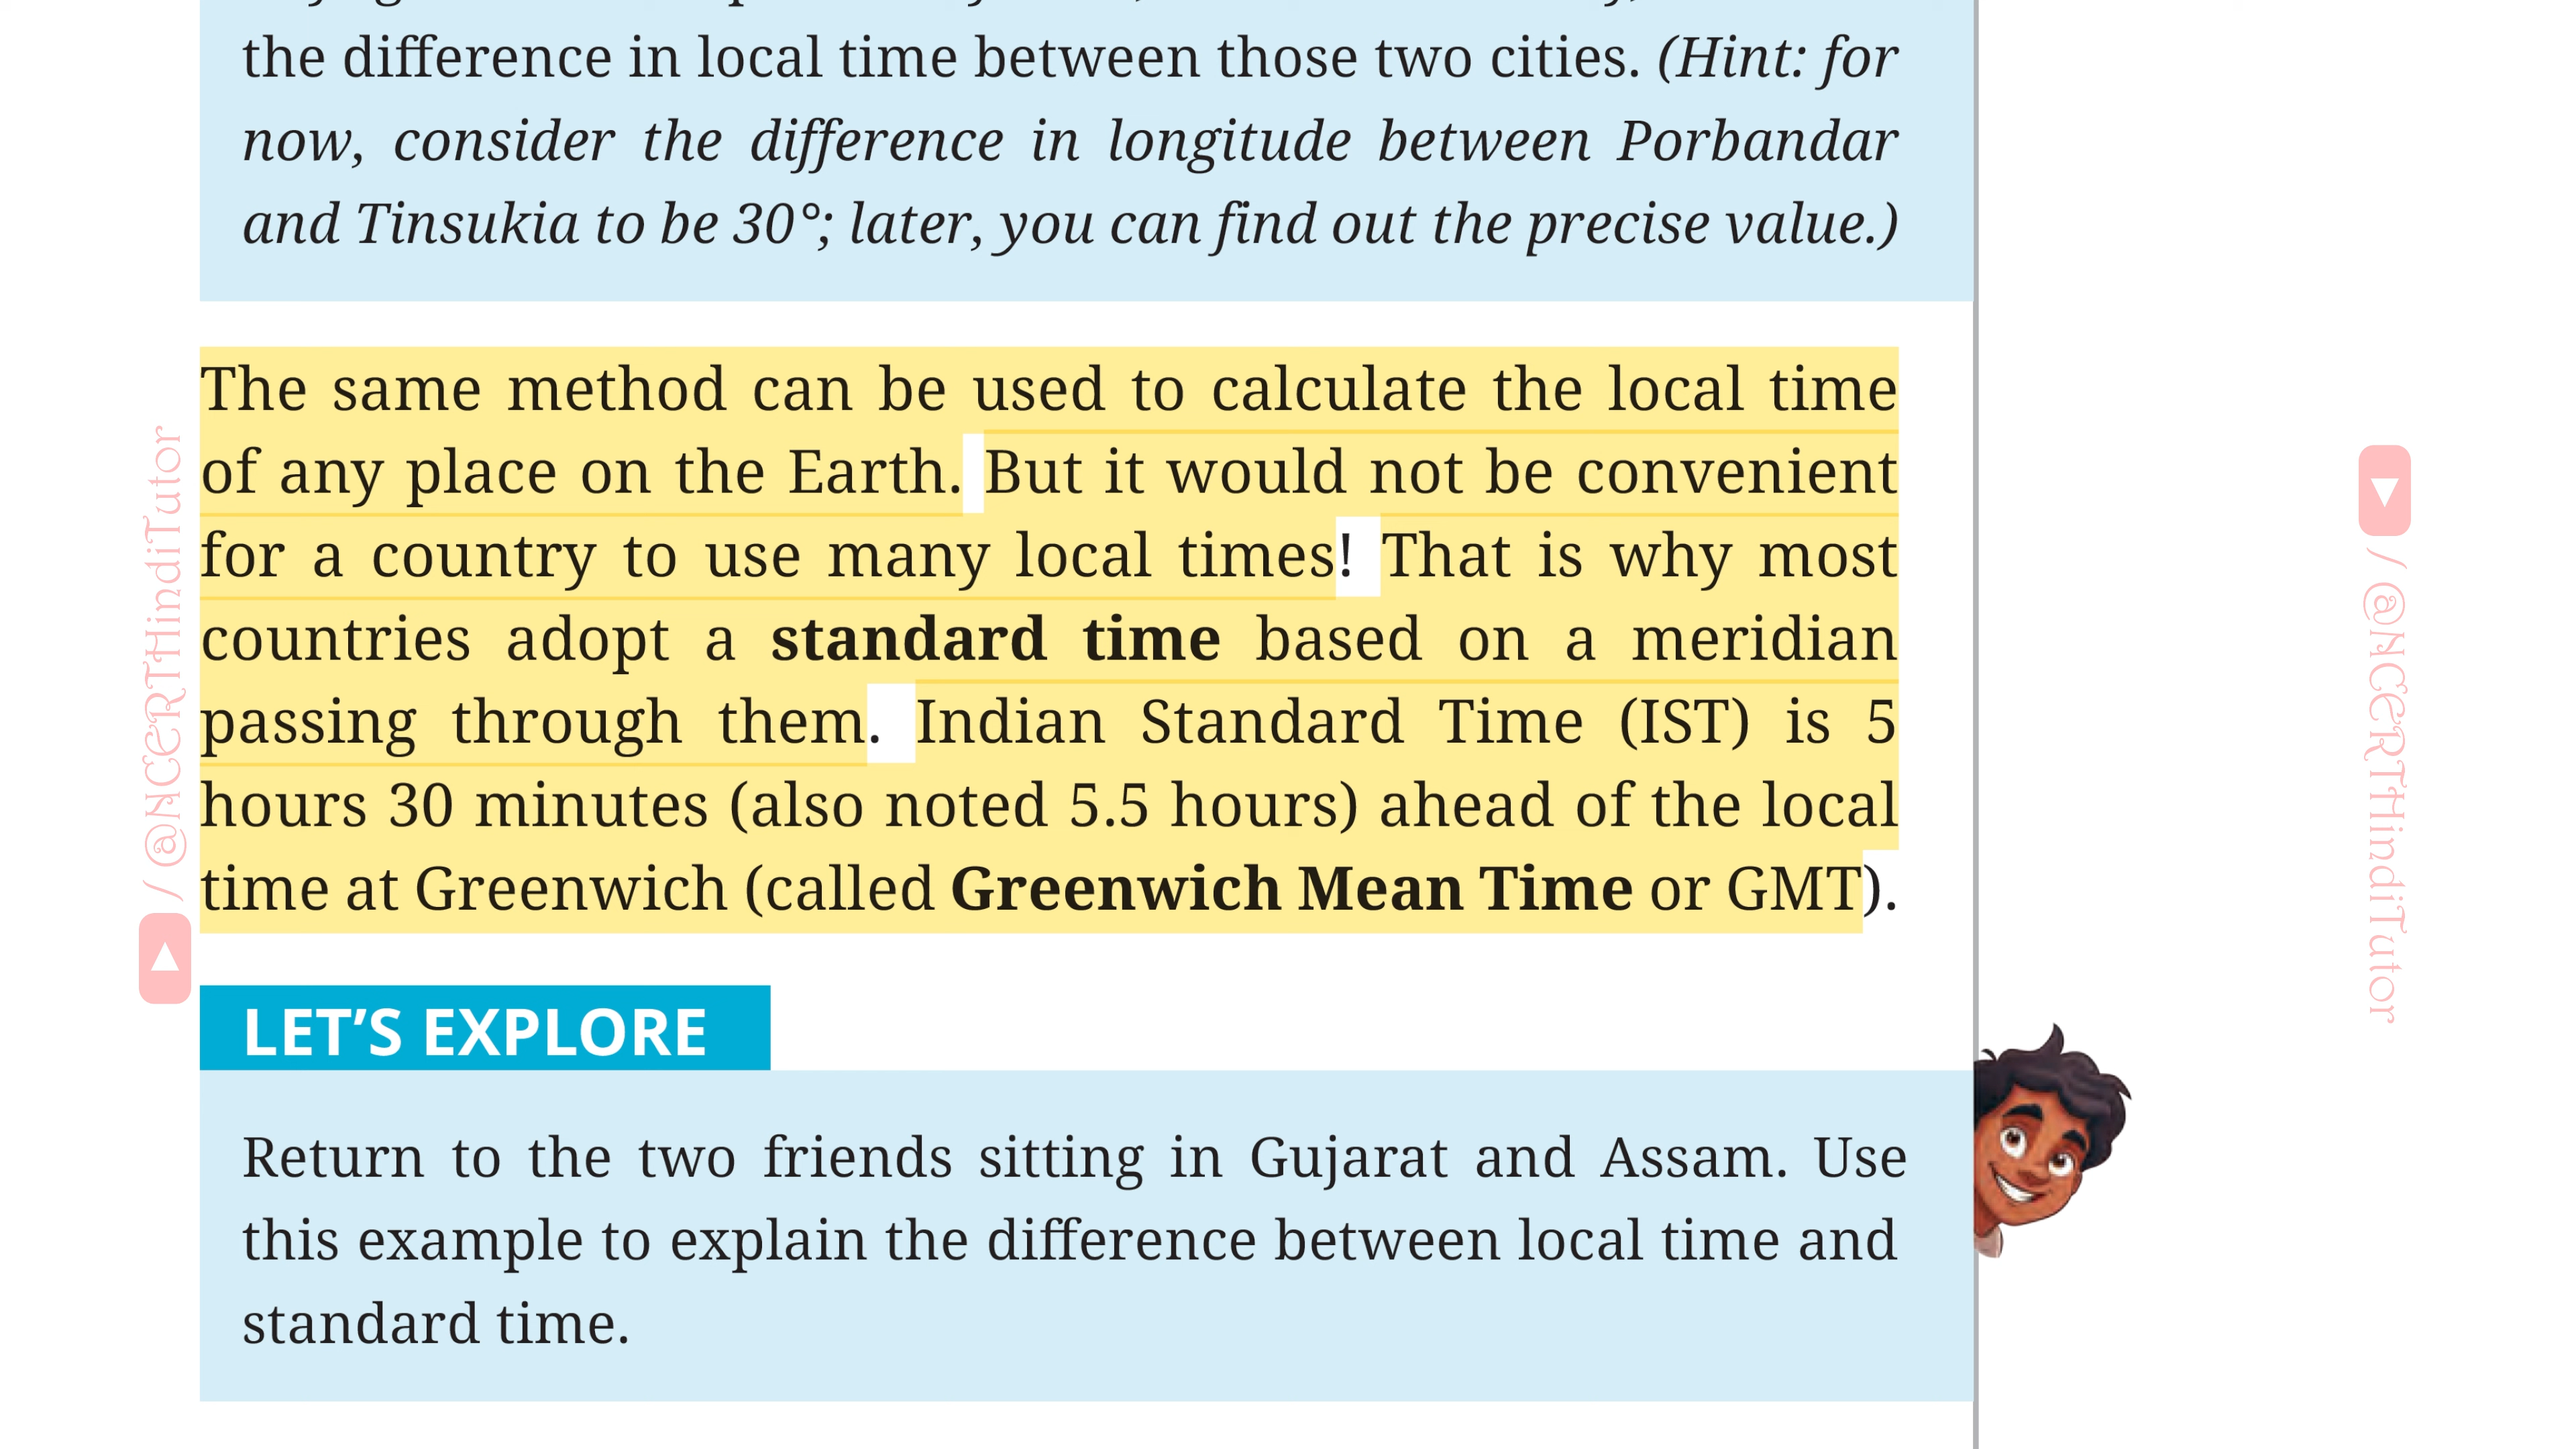 the difference in local time between those two cities. (Hint: for
now, consider the difference in longitude between Porbandar
and Tinsukia to be 30°; later, you can find out the precise value.)
The same method can be used to calculate the local time
of any place on the Earth. But it would not be convenient
for a country to use many local times! That is why most
countries adopt a standard time based on a meridian
passing through them. Indian Standard Time (IST) is 5
hours 30 minutes (also noted 5.5 hours) ahead of the local
time at Greenwich (called Greenwich Mean Time or GMT).
LET’S EXPLORE
Return to the two friends sitting in Gujarat and Assam. Use
this example to explain the difference between local time and
standard time.
/ @NCERTHindiTutor
/ @NCERTHindiTutor